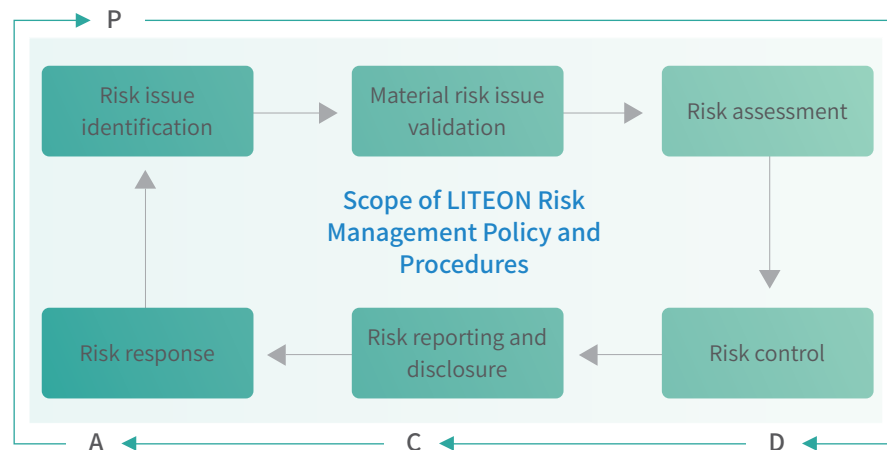 P
Risk issue
identification
Material risk issue
validation
Risk assessment
Scope of LITEON Risk
Management Policy and
Procedures
Risk response
Risk reporting and
disclosure
Risk control
A
C
D